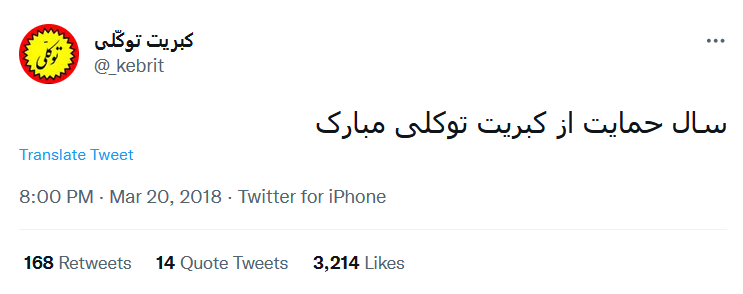 توکلی
کبریت توکّلی
@_kebrit
سال حمایت از کبریت توکلی مبارک
Translate Tweet
8:00 PM · Mar 20, 2018 · Twitter for iPhone
168 Retweets 14 Quote Tweets 3,214 Likes